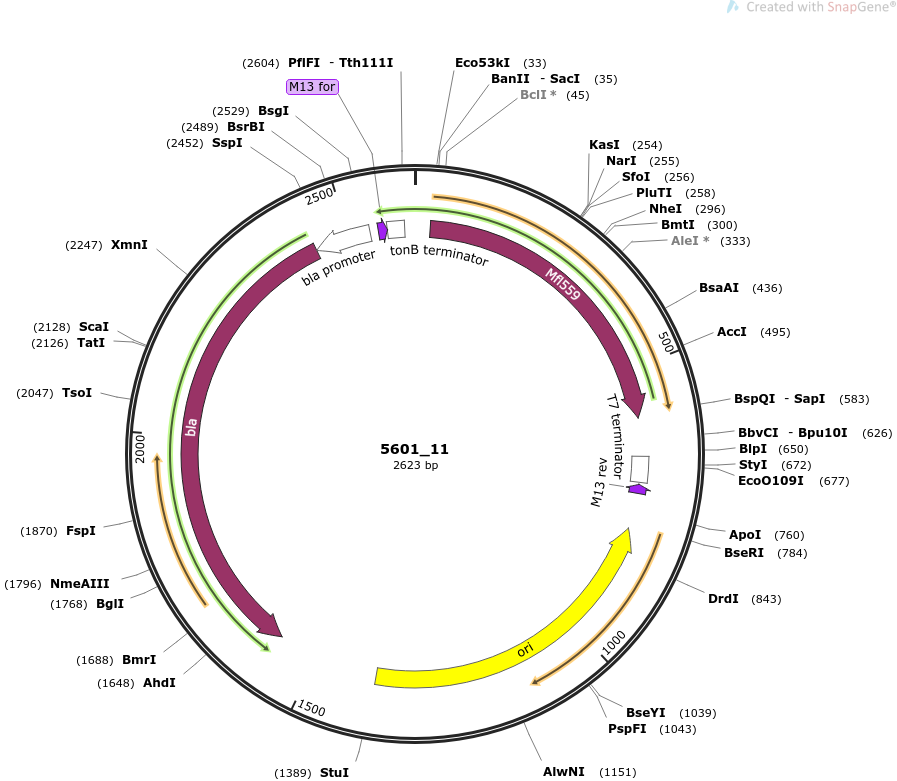 Created with SnapGene®
(2604) PflFI - Tth111I
Eco53kI (33)
BanII - SacI (35)
BclI * (45)
M13 for
(2529) BsgI
(2489) BsrBI
(2452) SspI
KasI (254)
NarI (255)
SfoI (256)
PluTI (258)
NheI (296)
BmtI (300)
AleI * (333)
2500
(2247) XmnI
bla promoter
tonB terminator
Mfl559
BsaAI (436)
(2128) ScaI
(2126) TatI
AccI (495)
500
(2047) TsoI
BspQI - SapI (583)
T7 terminator
bla
2000
BbvCI - Bpu10I (626)
BlpI (650)
StyI (672)
EcoO109I (677)
5601_11
2623 bp
M13 rev
(1870) FspI
ApoI (760)
BseRI (784)
(1796) NmeAIII
(1768) BglI
DrdI (843)
ori
1000
(1688) BmrI
(1648) AhdI
1500
BseYI (1039)
PspFI (1043)
(1389) StuI
AlwNI (1151)